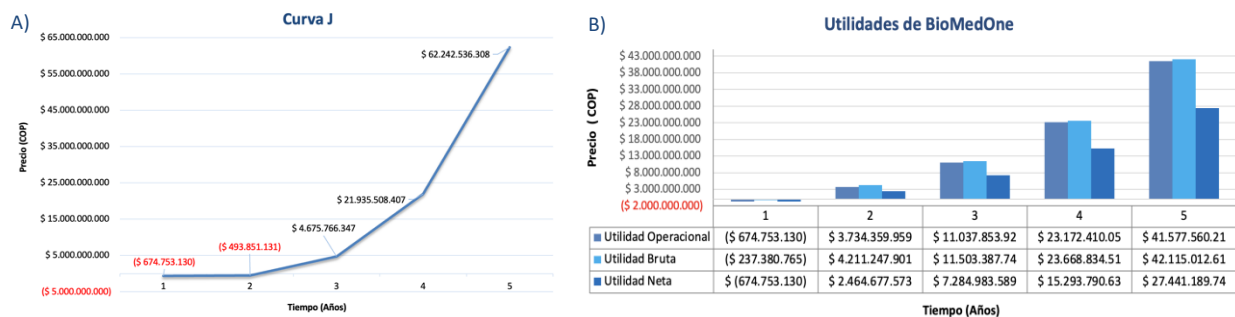 A)
Curva J
Precio (COP)
$ 65.000.000.000
$ 55.000.000.000
$ 45.000.000.000
$ 35.000.000.000
$ 25.000.000.000
$ 15.000.000.000
$ 5.000.000.000
($ 5.000.000.000)
($ 674.753.130)
($ 493.851.131)
$ 4.675.766.347
$ 21.935.508.407
$ 62.242.536.308
1 2 3 4 5
Tiempo (Años)
B)
Utilidades de BioMedOne
Precio ( COP)
$ 43.000.000.000
$ 38.000.000.000
$ 33.000.000.000
$ 28.000.000.000
$ 23.000.000.000
$ 18.000.000.000
$ 13.000.000.000
$ 8.000.000.000
$ 3.000.000.000
($ 2.000.000.000)
1 2 3 4 5
Utilidad Operacional ($ 674.753.130) $ 3.734.359.959 $ 11.037.853.92 $ 23.172.410.05 $ 41.577.560.21
Utilidad Bruta ($ 237.380.765) $ 4.211.247.901 $ 11.503.387.74 $ 23.668.834.51 $ 42.115.012.61
Utilidad Neta $ (674.753.130) $ 2.464.677.573 $ 7.284.983.589 $ 15.293.790.63 $ 27.441.189.74
Tiempo (Años)